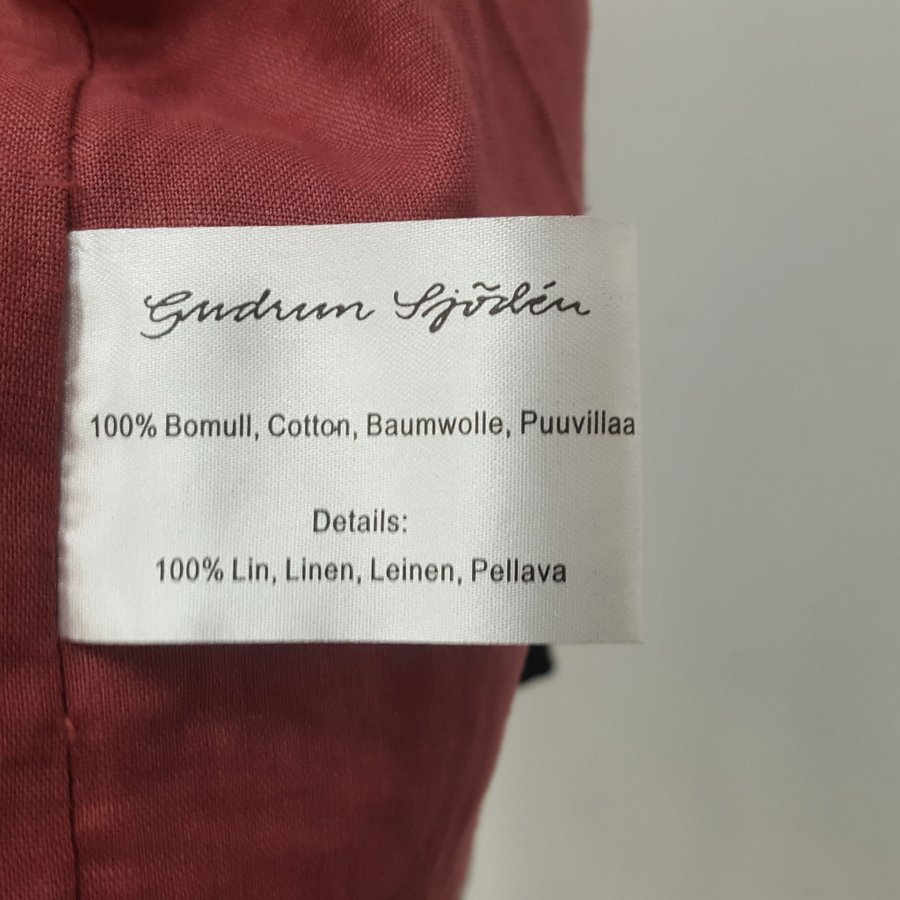 Gudrun Sjödén
100% Bomull, Cotton, Baumwolle, Puuvillaa
Details:
100% Lin, Linen, Leinen, Pellava